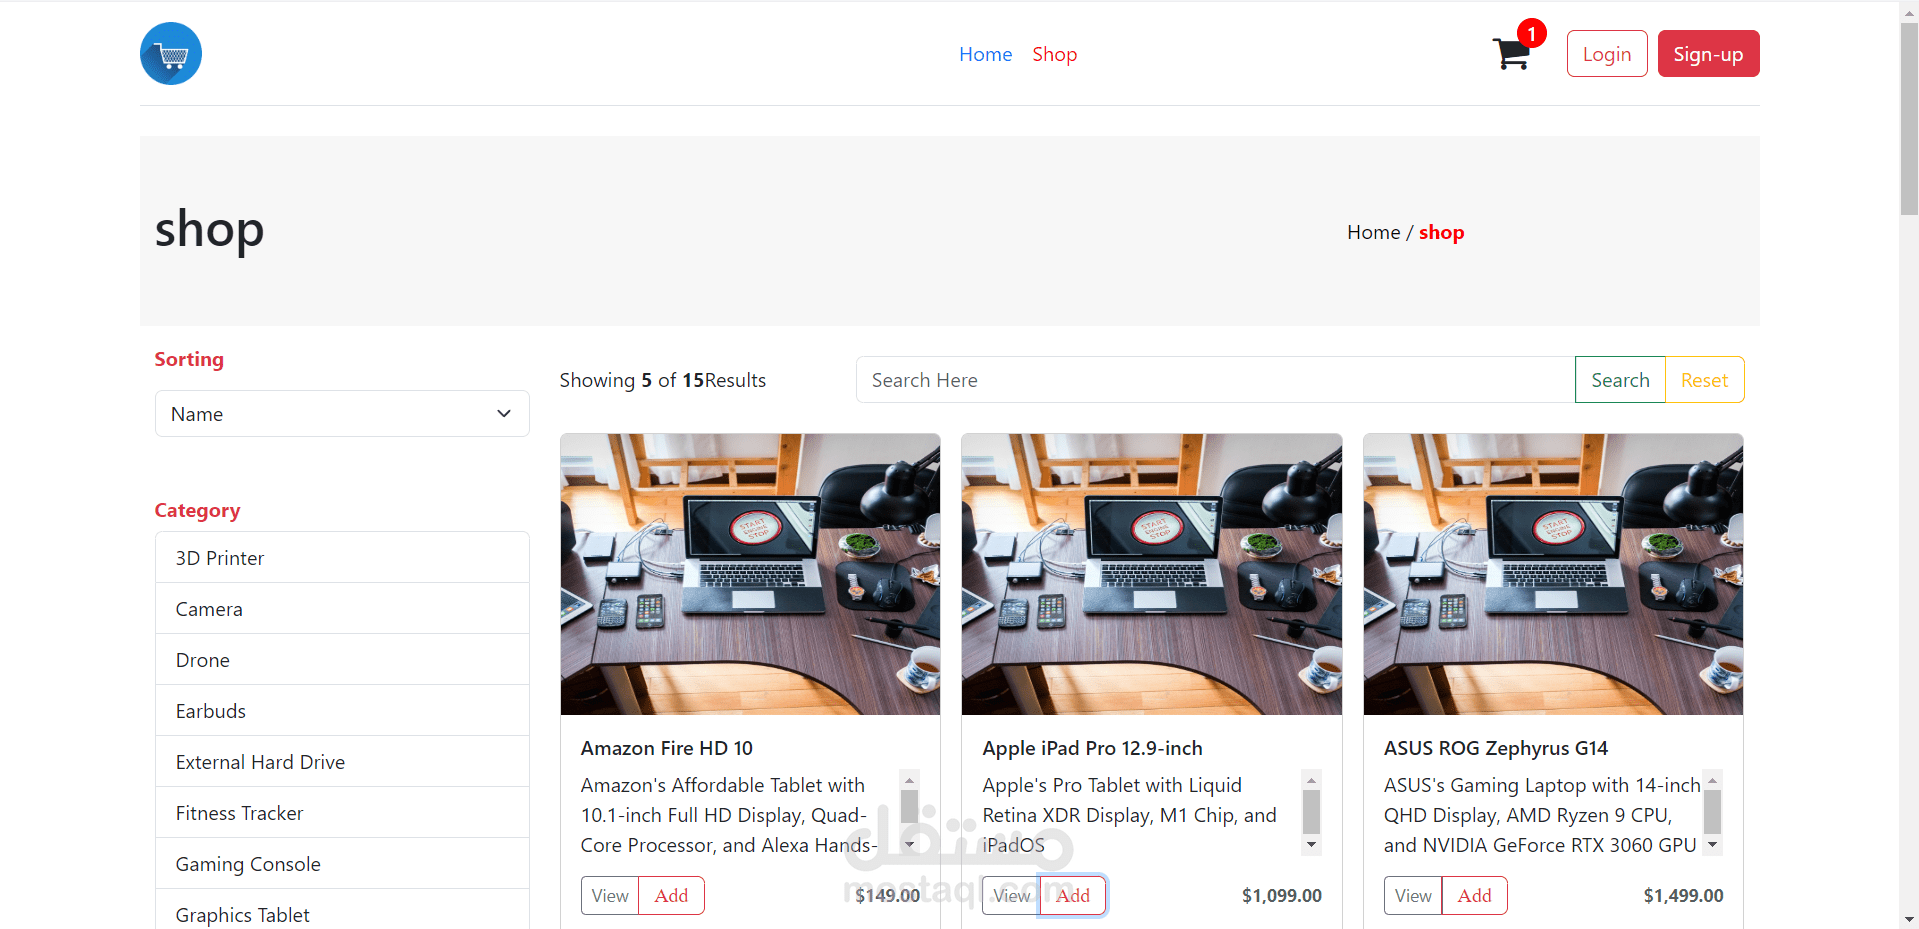 Home Shop 1 Login Sign-up
shop
Home / shop
Sorting
Name
Showing 5 of 15Results
Search Here Search Reset
Category
3D Printer
Camera
Drone
Earbuds
External Hard Drive
Fitness Tracker
Gaming Console
Graphics Tablet
START
ENGINE
STOP
Amazon Fire HD 10
Amazon's Affordable Tablet with
10.1-inch Full HD Display, Quad-
Core Processor, and Alexa Hands-
View Add $149.00
START
ENGINE
STOP
Apple iPad Pro 12.9-inch
Apple's Pro Tablet with Liquid
Retina XDR Display, M1 Chip, and
iPadOS
View Add $1,099.00
START
ENGINE
STOP
ASUS ROG Zephyrus G14
ASUS's Gaming Laptop with 14-inch
QHD Display, AMD Ryzen 9 CPU,
and NVIDIA GeForce RTX 3060 GPU
View Add $1,499.00
مستقل
mostaql.com